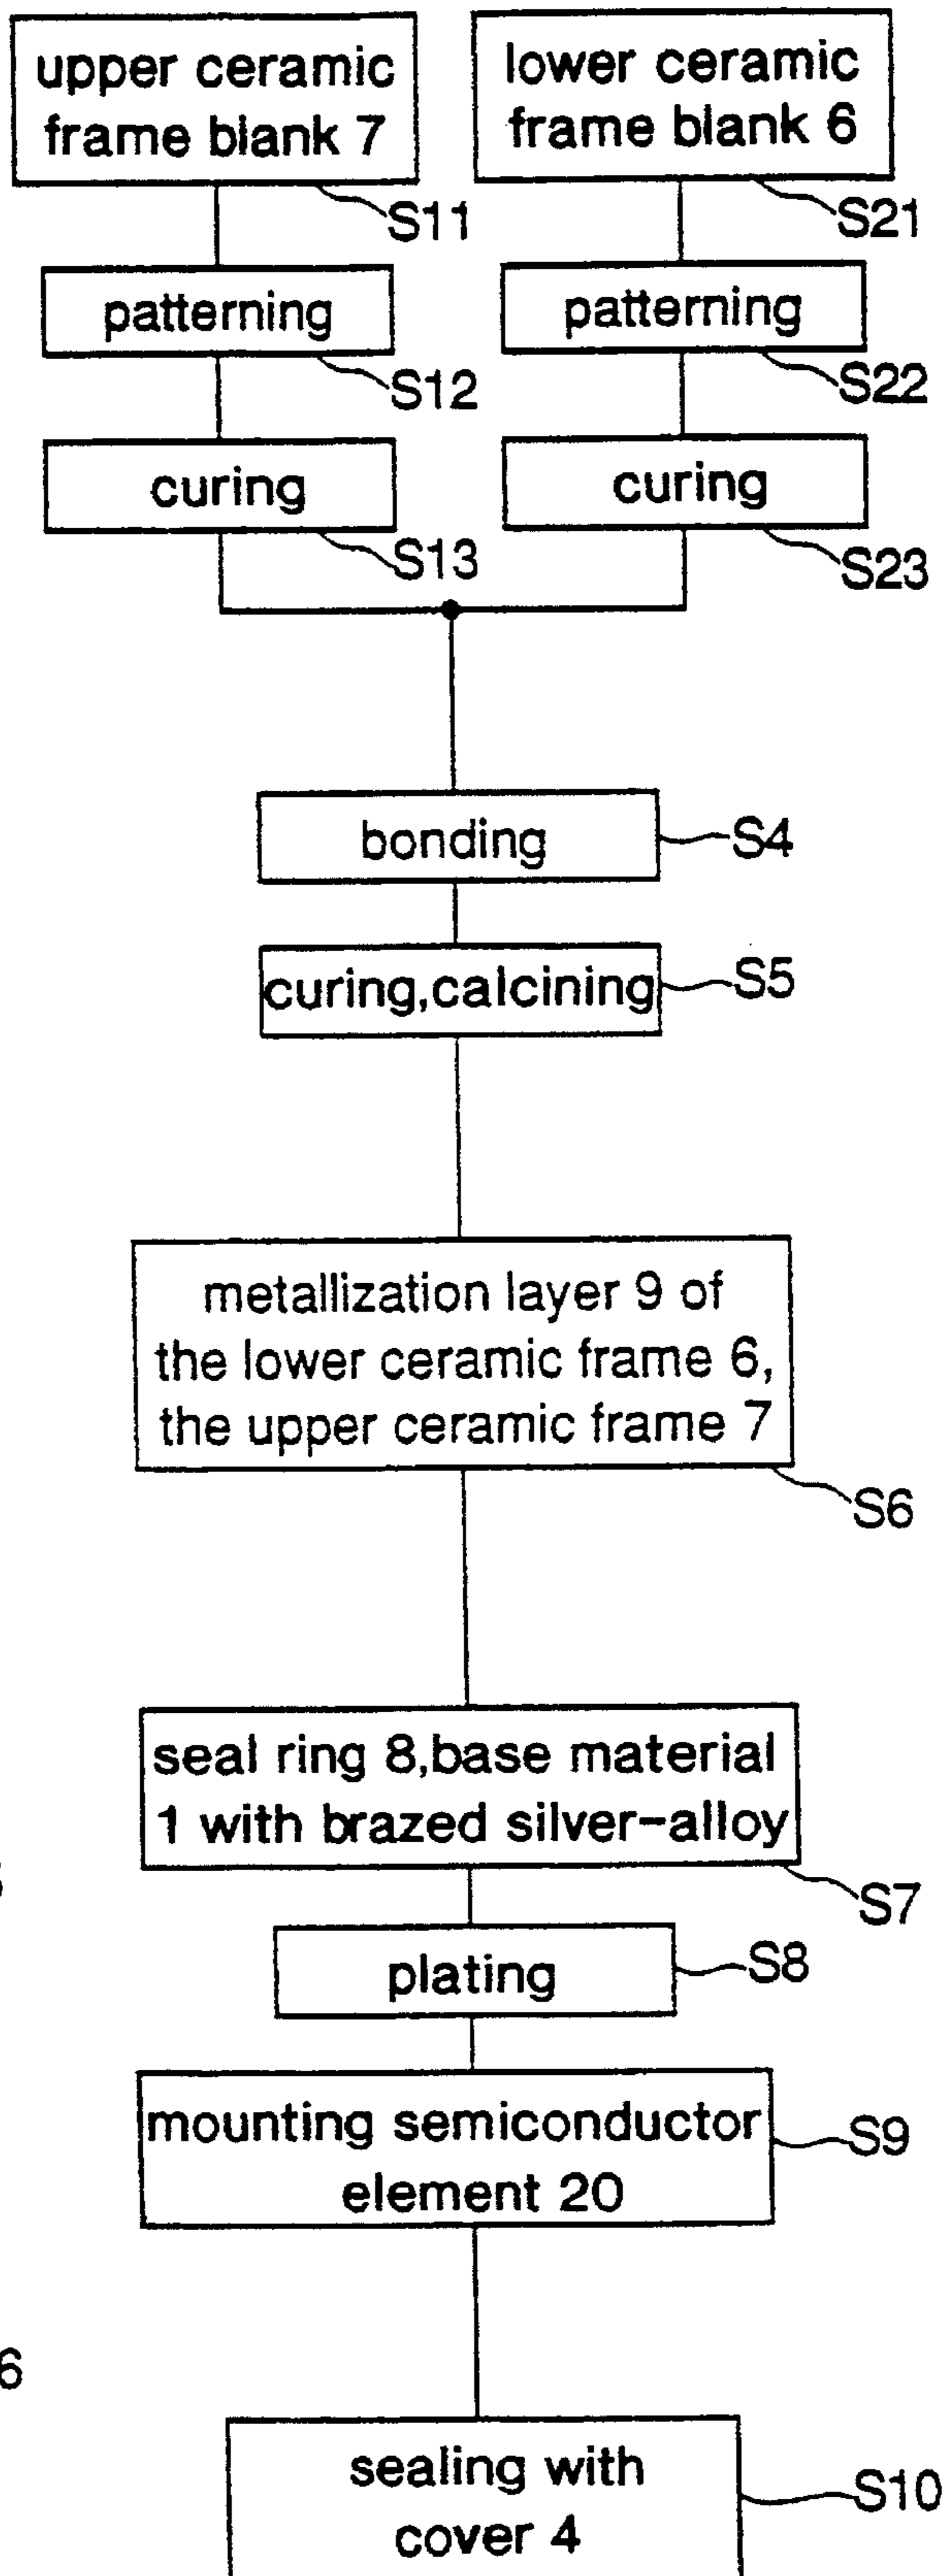 upper ceramic
frame blank 7
S11
lower ceramic
frame blank 6
S21
patterning
S12
patterning
S22
curing
S13
curing
S23
bonding
S4
curing,calcining
S5
metallization layer 9 of
the lower ceramic frame 6,
the upper ceramic frame 7
S6
seal ring 8,base material
1 with brazed silver-alloy
S7
plating
S8
mounting semiconductor
element 20
S9
6
sealing with
cover 4
S10